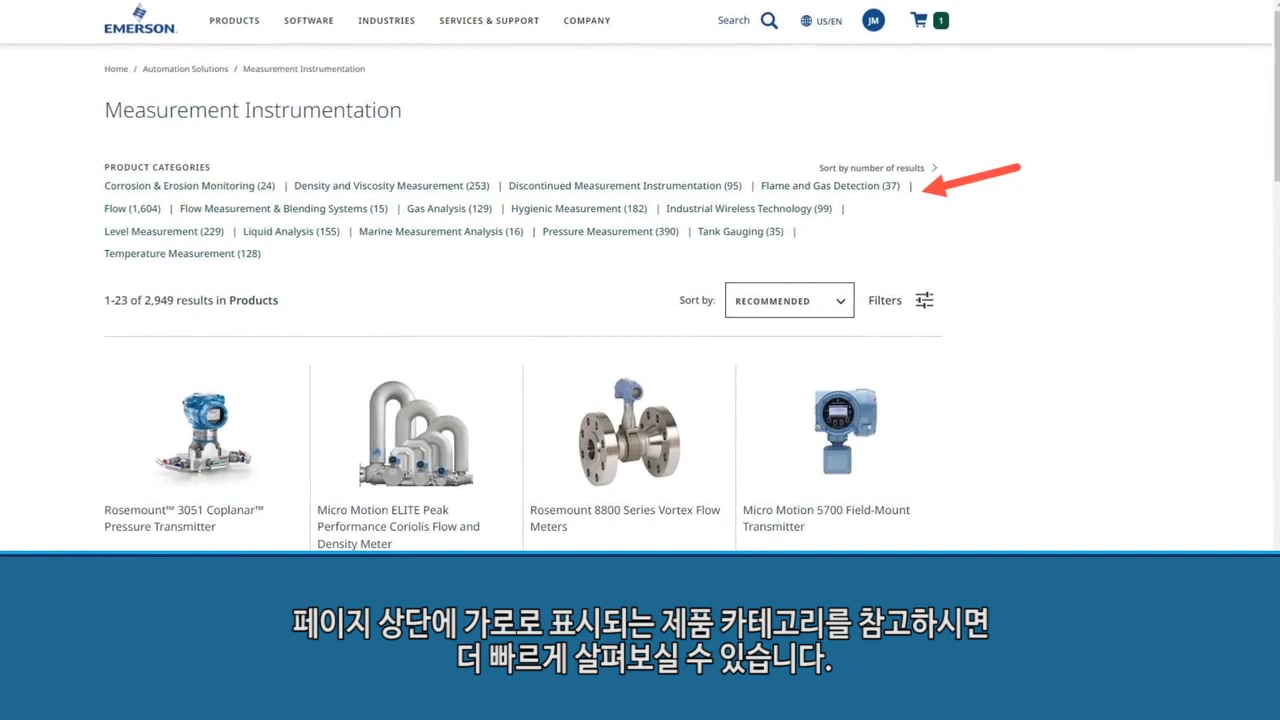 EMERSON
PRODUCTS SOFTWARE INDUSTRIES SERVICES & SUPPORT COMPANY Search US/EN JM 1
Home / Automation Solutions / Measurement Instrumentation
Measurement Instrumentation
PRODUCT CATEGORIES
Sort by number of results >
Corrosion & Erosion Monitoring (24) | Density and Viscosity Measurement (253) | Discontinued Measurement Instrumentation (95) | Flame and Gas Detection (37) |
Flow (1,604) | Flow Measurement & Blending Systems (15) | Gas Analysis (129) | Hygienic Measurement (182) | Industrial Wireless Technology (99) |
Level Measurement (229) | Liquid Analysis (155) | Marine Measurement Analysis (16) | Pressure Measurement (390) | Tank Gauging (35) |
Temperature Measurement (128)
1-23 of 2,949 results in Products
Sort by: RECOMMENDED Filters
Rosemount™ 3051 Coplanar™
Pressure Transmitter
Micro Motion ELITE Peak
Performance Coriolis Flow and
Density Meter
Rosemount 8800 Series Vortex Flow
Meters
Micro Motion 5700 Field-Mount
Transmitter
페이지 상단에 가로로 표시되는 제품 카테고리를 참고하시면
더 빠르게 살펴보실 수 있습니다.